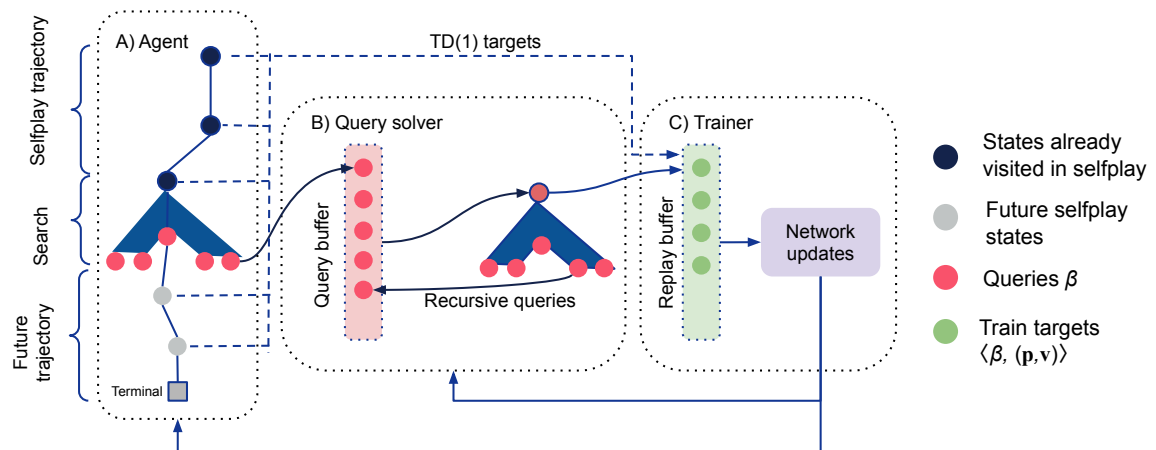 A) Agent
TD(1) targets
B) Query solver
C) Trainer
Selfplay trajectory
Search
Future
trajectory
Terminal
Query buffer
Recursive queries
Replay buffer
Network
updates
States already
visited in selfplay
Future selfplay
states
Queries β
Train targets
⟨β, (p,v)⟩